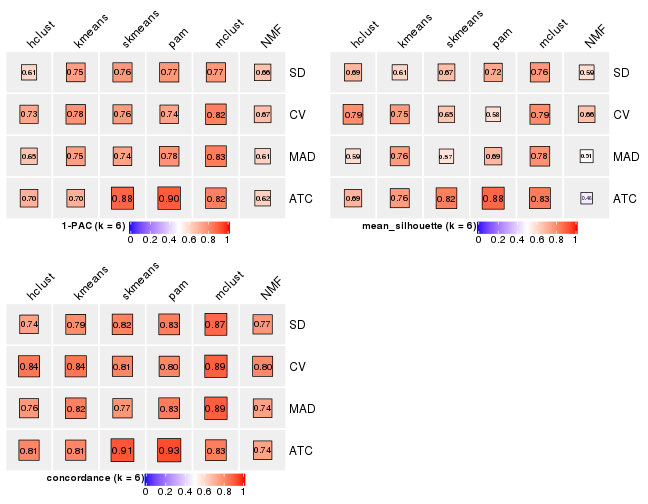 hclust kmeans skmeans pam mclust NMF
0.61 0.75 0.76 0.77 0.77 0.66 SD
0.73 0.78 0.76 0.74 0.82 0.67 CV
0.65 0.75 0.74 0.78 0.83 0.61 MAD
0.70 0.70 0.88 0.90 0.82 0.62 ATC
1-PAC (k = 6)
0 0.2 0.4 0.6 0.8 1
hclust kmeans skmeans pam mclust NMF
0.69 0.61 0.67 0.72 0.76 0.59 SD
0.79 0.75 0.65 0.58 0.79 0.66 CV
0.59 0.76 0.57 0.69 0.78 0.51 MAD
0.69 0.76 0.82 0.88 0.83 ATC
mean_silhouette (k = 6)
0 0.2 0.4 0.6 0.8 1
hclust kmeans skmeans pam mclust NMF
0.74 0.79 0.82 0.83 0.87 0.77 SD
0.84 0.84 0.81 0.80 0.89 0.80 CV
0.76 0.82 0.77 0.83 0.89 0.74 MAD
0.81 0.81 0.91 0.93 0.83 0.74 ATC
concordance (k = 6)
0 0.2 0.4 0.6 0.8 1